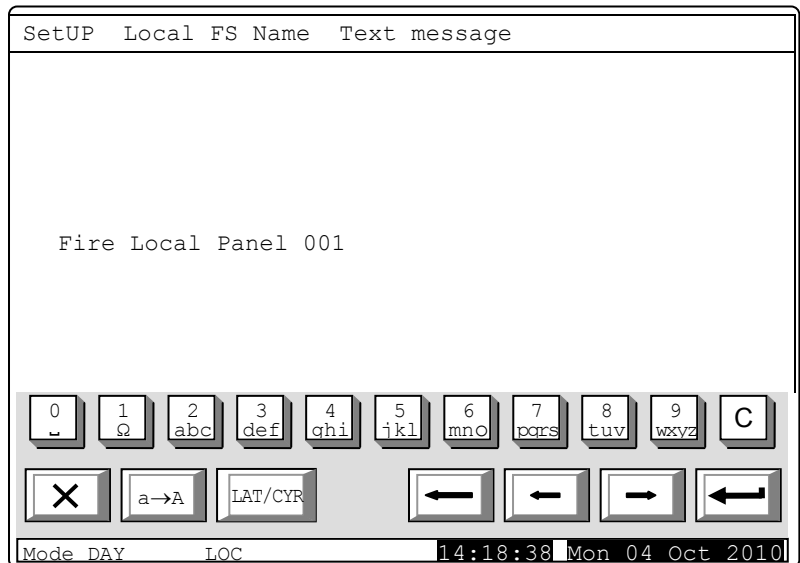 SetUP Local FS Name Text message
Fire Local Panel 001
0 1 2 3 4 5 6 7 8 9 C
␣ Ω abc def ghi jkl mno pqrs tuv wxyz
X a→A LAT/CYR ← ← → ↵
Mode DAY LOC 14:18:38 Mon 04 Oct 2010